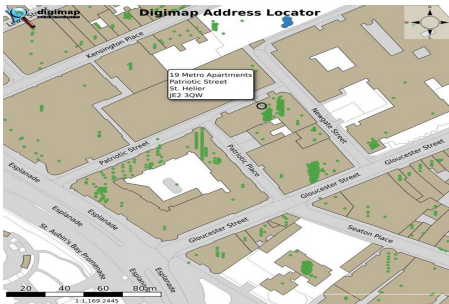 digimap
Digimap Address Locator
Kensington Place
19 Metro Apartments
Patriotic Street
St. Helier
JE2 3QW
Newgate Street
Patriotic Street
Patriotic Place
Gloucester Street
Esplanade
Gloucester Street
Esplanade
Esplanade
Gloucester Street
Seaton Place
St. Aubin's Bay Promenade
Esplanade
20 40 60 80m
1:1,169.2445